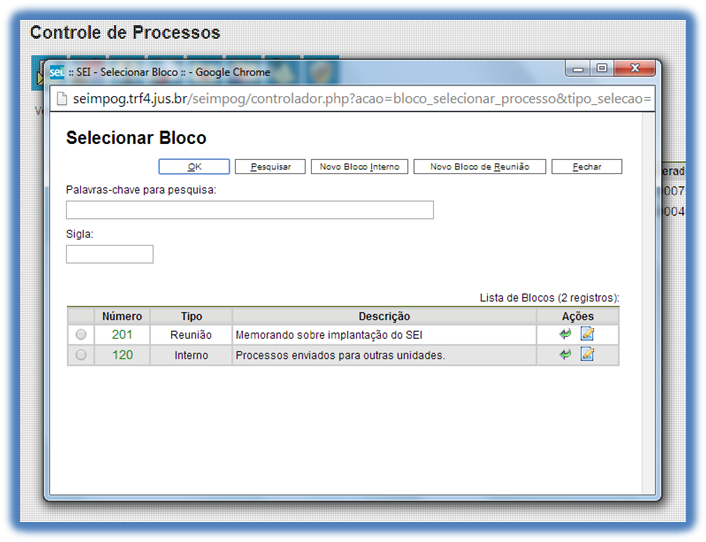 Controle de Processos
sei :: SEI - Selecionar Bloco :: - Google Chrome
seimpog.trf4.jus.br/seimpog/controlador.php?acao=bloco_selecionar_processo&tipo_selecao=
Selecionar Bloco
OK Pesquisar Novo Bloco Interno Novo Bloco de Reunião Fechar
Palavras-chave para pesquisa:
Sigla:
Lista de Blocos (2 registros):
Número Tipo Descrição Ações
201 Reunião Memorando sobre implantação do SEI
120 Interno Processos enviados para outras unidades.